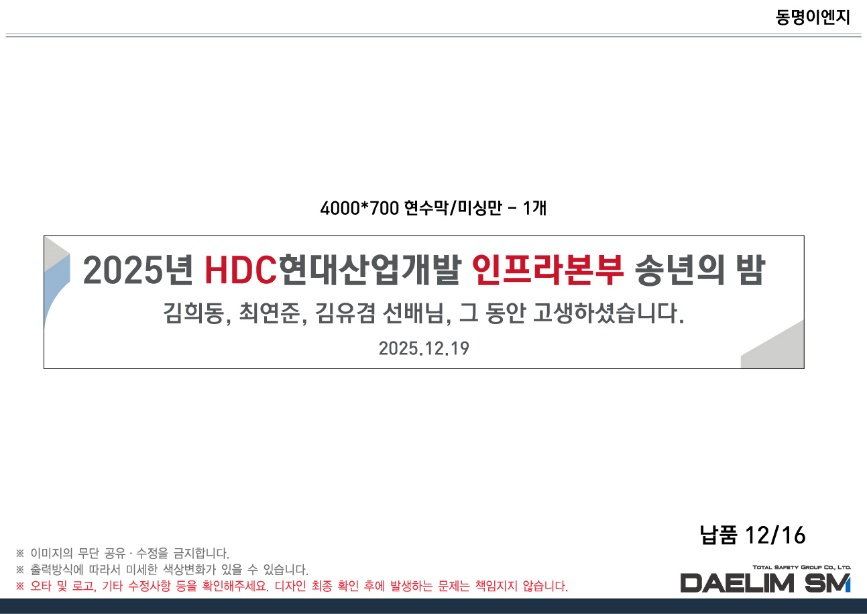 동명이엔지
4000*700 현수막/미싱만 - 1개
2025년 HDC현대산업개발 인프라본부 송년의 밤
김희동, 최연준, 김유겸 선배님, 그 동안 고생하셨습니다.
2025.12.19
납품 12/16
※ 이미지의 무단 공유 · 수정을 금지합니다.
※ 출력방식에 따라서 미세한 색상변화가 있을 수 있습니다.
※ 오타 및 로고, 기타 수정사항 등을 확인해주세요. 디자인 최종 확인 후에 발생하는 문제는 책임지지 않습니다.
TOTAL SAFETY GROUP CO., LTD.
DAELIM SM